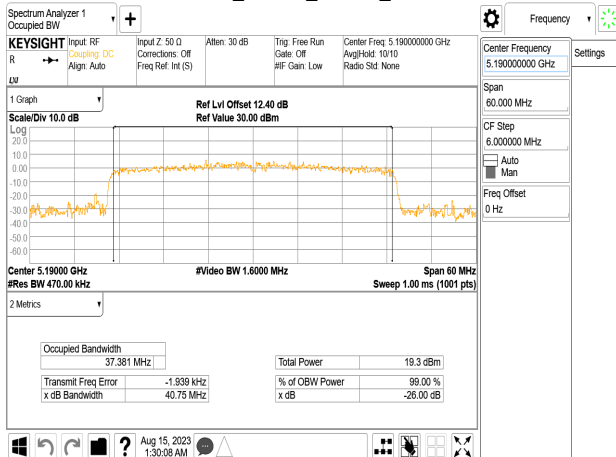 Spectrum Analyzer 1
Occupied BW
Frequency
KEYSIGHT
R
Input: RF
Coupling: DC
Align: Auto
Input Z: 50 Ω
Corrections: Off
Freq Ref: Int (S)
Atten: 30 dB
Trig: Free Run
Gate: Off
#IF Gain: Low
Center Freq: 5.190000000 GHz
Avg|Hold: 10/10
Radio Std: None
Center Frequency
5.190000000 GHz
Settings
Span
60.000 MHz
CF Step
6.000000 MHz
Auto
Man
Freq Offset
0 Hz
1 Graph
Ref Lvl Offset 12.40 dB
Scale/Div 10.0 dB
Ref Value 30.00 dBm
Log
20.0
10.0
0.00
-10.0
-20.0
-30.0
-40.0
-50.0
-60.0
Center 5.19000 GHz
#Video BW 1.6000 MHz
Span 60 MHz
#Res BW 470.00 kHz
Sweep 1.00 ms (1001 pts)
2 Metrics
Occupied Bandwidth
37.381 MHz
Total Power 19.3 dBm
Transmit Freq Error -1.939 kHz
% of OBW Power 99.00 %
x dB Bandwidth 40.75 MHz
x dB -26.00 dB
?
Aug 15, 2023
1:30:08 AM